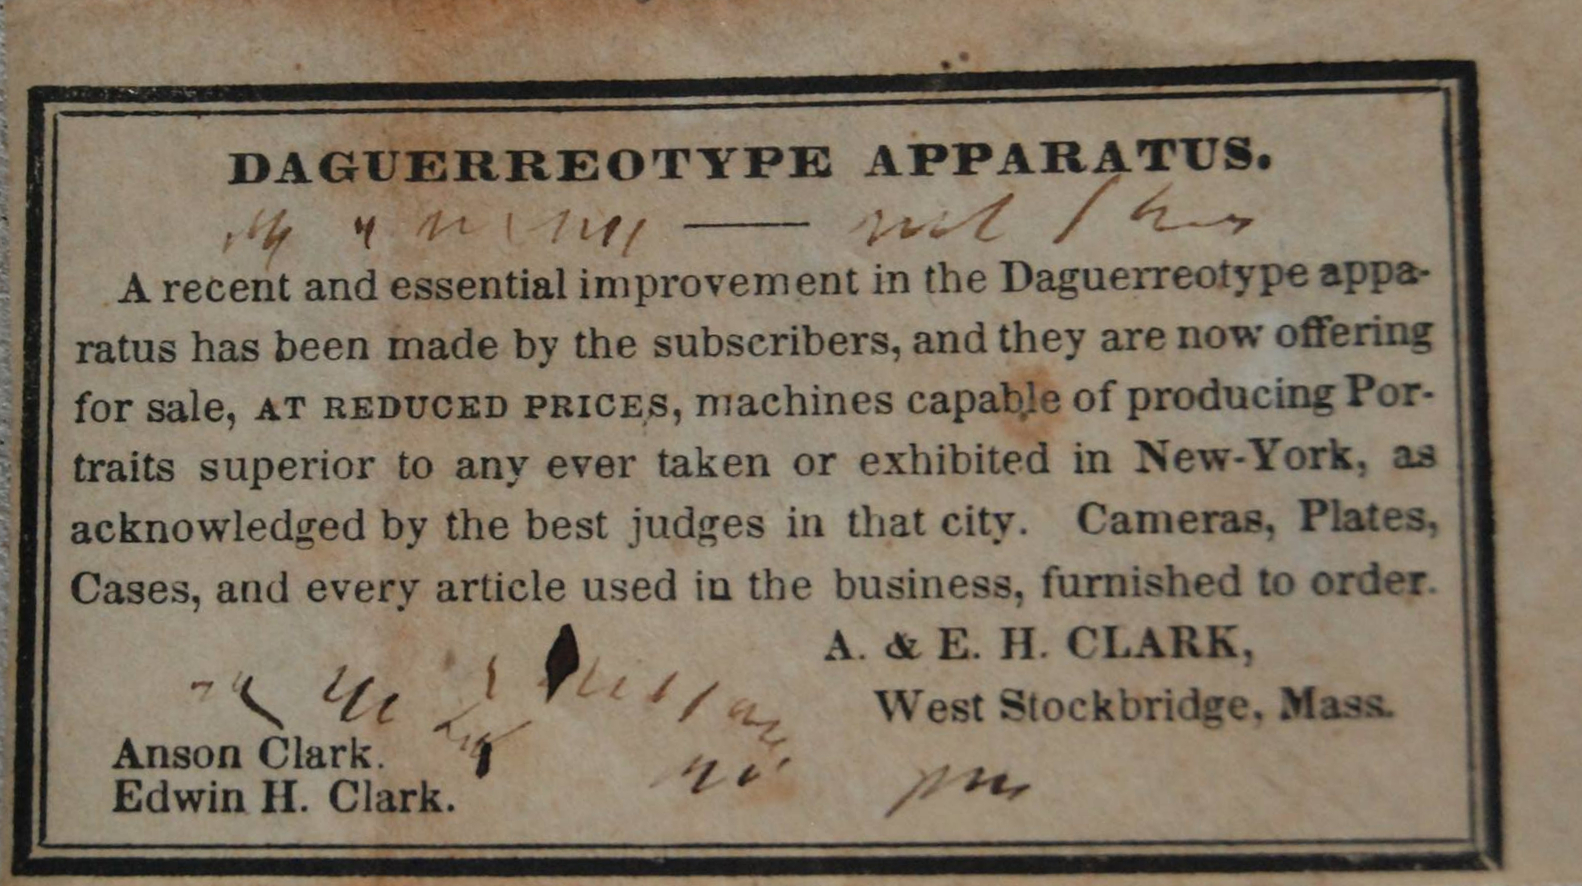 DAGUERREOTYPE APPARATUS.
A recent and essential improvement in the Daguerreotype appa-
ratus has been made by the subscribers, and they are now offering
for sale, AT REDUCED PRICES, machines capable of producing Por-
traits superior to any ever taken or exhibited in New-York, as
acknowledged by the best judges in that city. Cameras, Plates,
Cases, and every article used in the business, furnished to order.
A. & E. H. CLARK,
West Stockbridge, Mass.
Anson Clark.
Edwin H. Clark.